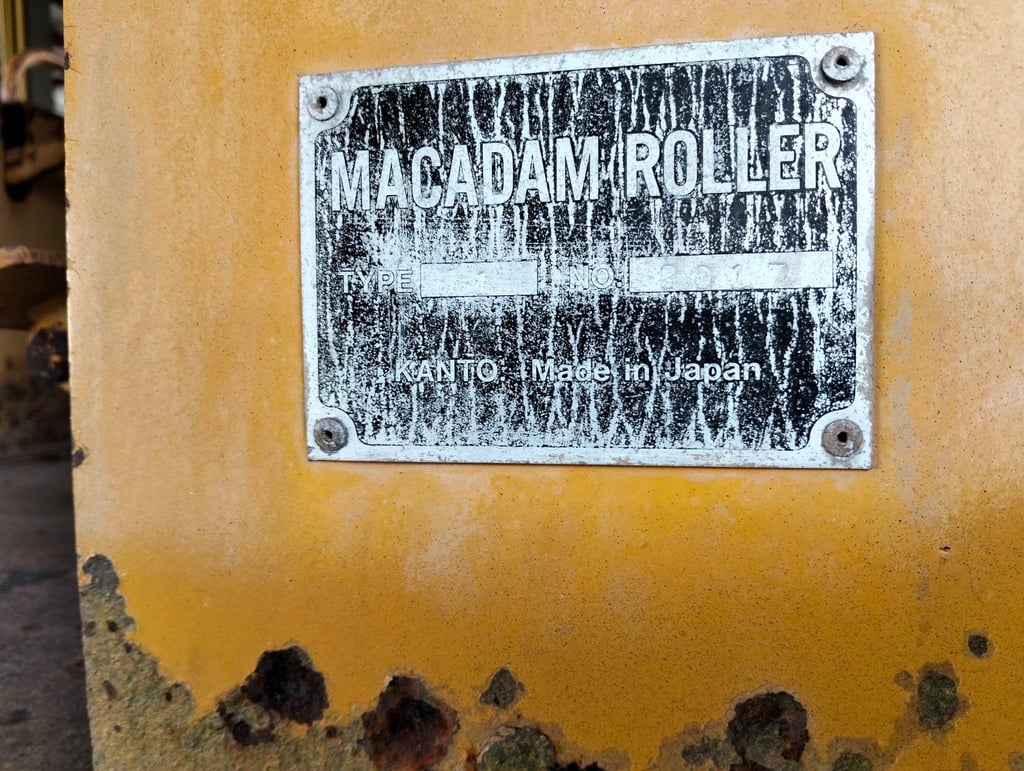 MACADAM ROLLER
TYPE NO.
KANTO Made in Japan